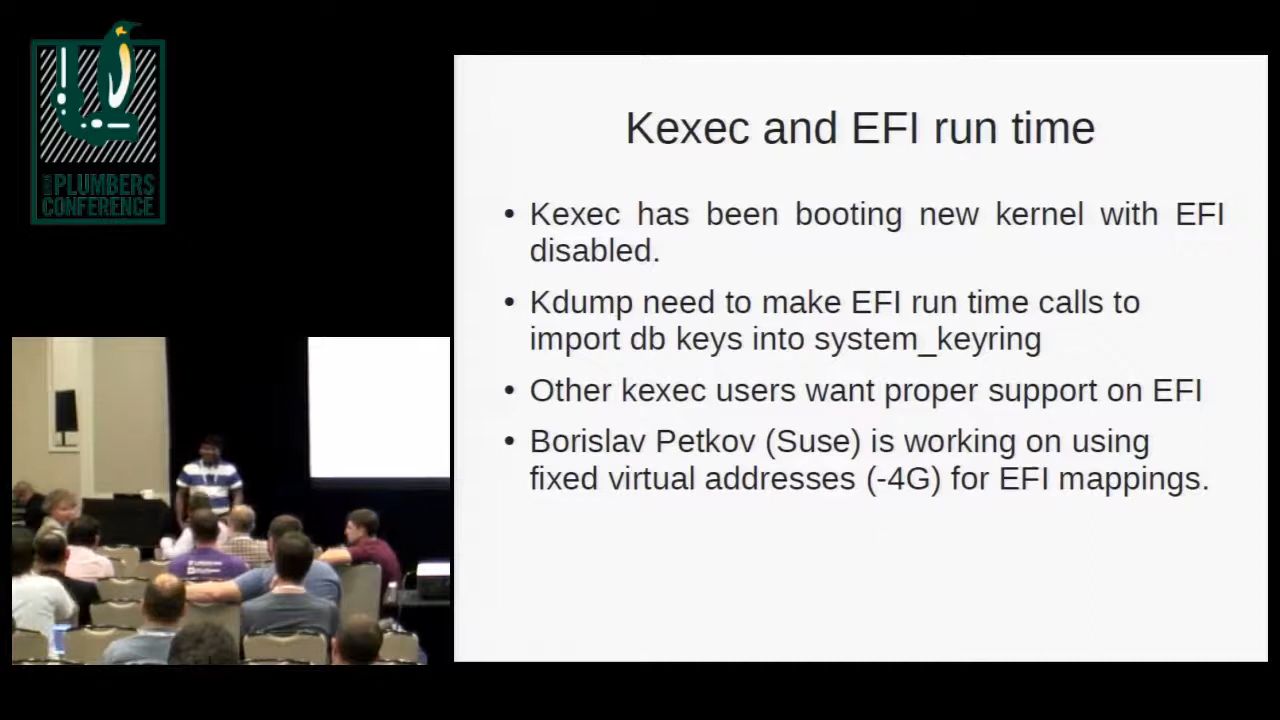 PLUMBERS
CONFERENCE
Kexec and EFI run time
• Kexec has been booting new kernel with EFI
disabled.
• Kdump need to make EFI run time calls to
import db keys into system_keyring
• Other kexec users want proper support on EFI
• Borislav Petkov (Suse) is working on using
fixed virtual addresses (-4G) for EFI mappings.